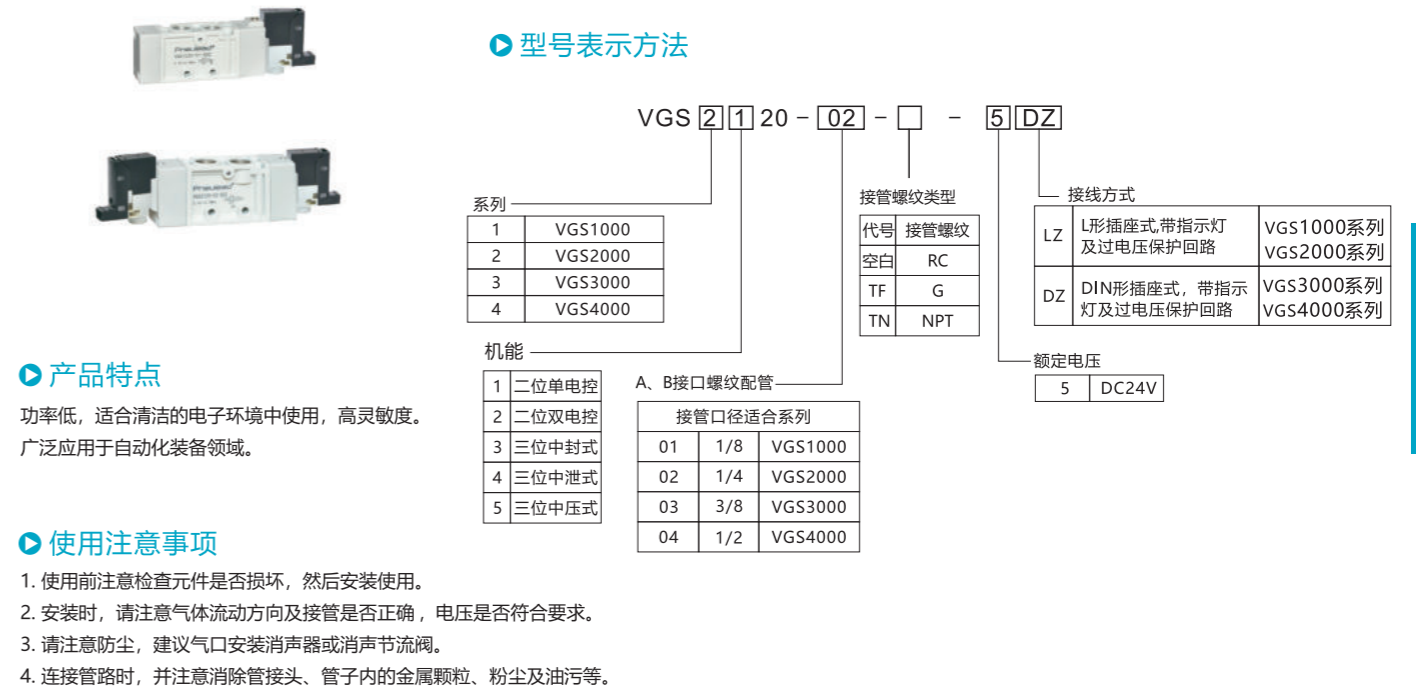 型号表示方法
VGS 2 1 20 - 02 - □ - 5 DZ
系列
1 VGS1000
2 VGS2000
3 VGS3000
4 VGS4000
机能
1 二位单电控
2 二位双电控
3 三位中封式
4 三位中泄式
5 三位中压式
A、B接口螺纹配管
接管口径适合系列
01 1/8 VGS1000
02 1/4 VGS2000
03 3/8 VGS3000
04 1/2 VGS4000
接管螺纹类型
代号 接管螺纹
空白 RC
TF G
TN NPT
接线方式
LZ L形插座式,带指示灯 VGS1000系列
及过电压保护回路 VGS2000系列
DZ DIN形插座式，带指示 VGS3000系列
灯及过电压保护回路 VGS4000系列
额定电压
5 DC24V
产品特点
功率低，适合清洁的电子环境中使用，高灵敏度。
广泛应用于自动化装备领域。
使用注意事项
1. 使用前注意检查元件是否损坏，然后安装使用。
2. 安装时，请注意气体流动方向及接管是否正确，电压是否符合要求。
3. 请注意防尘，建议气口安装消声器或消声节流阀。
4. 连接管路时，并注意消除管接头、管子内的金属颗粒、粉尘及油污等。